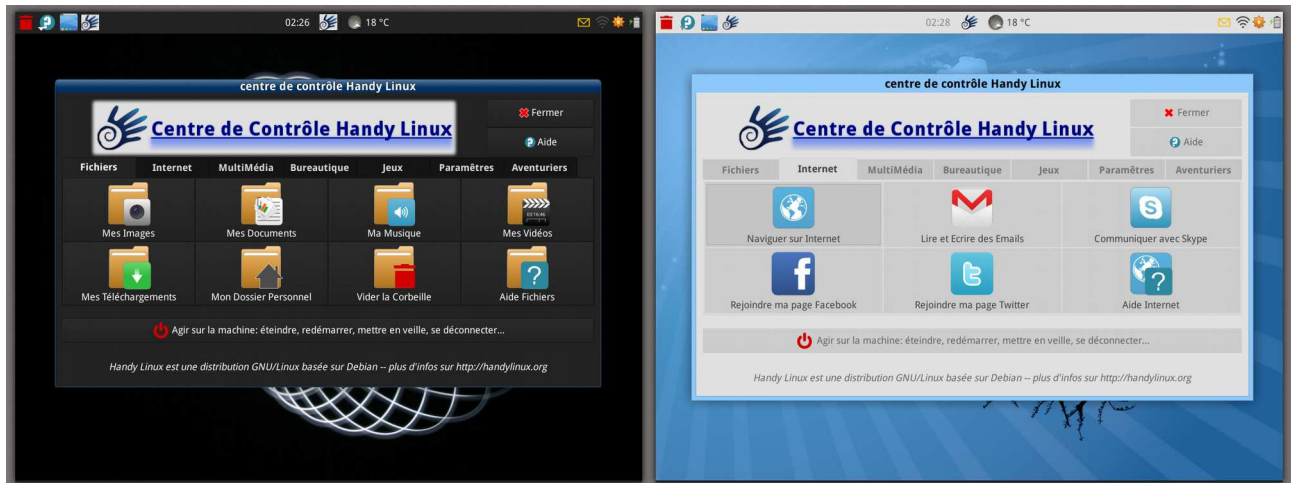 02:26 18 °C
centre de contrôle Handy Linux
Centre de Contrôle Handy Linux
Fermer
Aide
Fichiers Internet MultiMédia Bureautique Jeux Paramêtres Aventuriers
Mes Images Mes Documents Ma Musique Mes Vidéos
Mes Téléchargements Mon Dossier Personnel Vider la Corbeille Aide Fichiers
Agir sur la machine: éteindre, redémarrer, mettre en veille, se déconnecter...
Handy Linux est une distribution GNU/Linux basée sur Debian -- plus d'infos sur http://handylinux.org
02:28 18 °C
centre de contrôle Handy Linux
Centre de Contrôle Handy Linux
Fermer
Aide
Fichiers Internet MultiMédia Bureautique Jeux Paramêtres Aventuriers
Naviguer sur Internet Lire et Ecrire des Emails Communiquer avec Skype
Rejoindre ma page Facebook Rejoindre ma page Twitter Aide Internet
Agir sur la machine: éteindre, redémarrer, mettre en veille, se déconnecter...
Handy Linux est une distribution GNU/Linux basée sur Debian -- plus d'infos sur http://handylinux.org